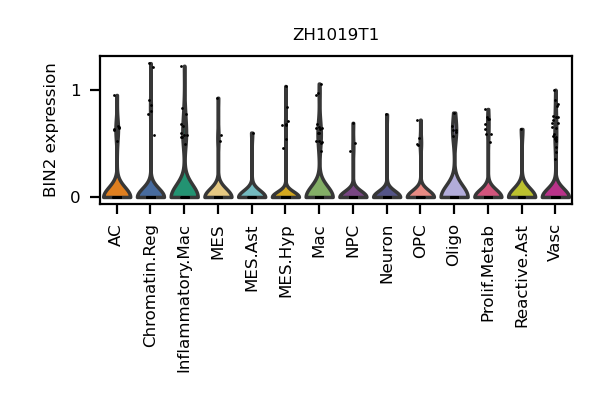 ZH1019T1
BIN2 expression
1
0
AC
Chromatin.Reg
Inflammatory.Mac
MES
MES.Ast
MES.Hyp
Mac
NPC
Neuron
OPC
Oligo
Prolif.Metab
Reactive.Ast
Vasc